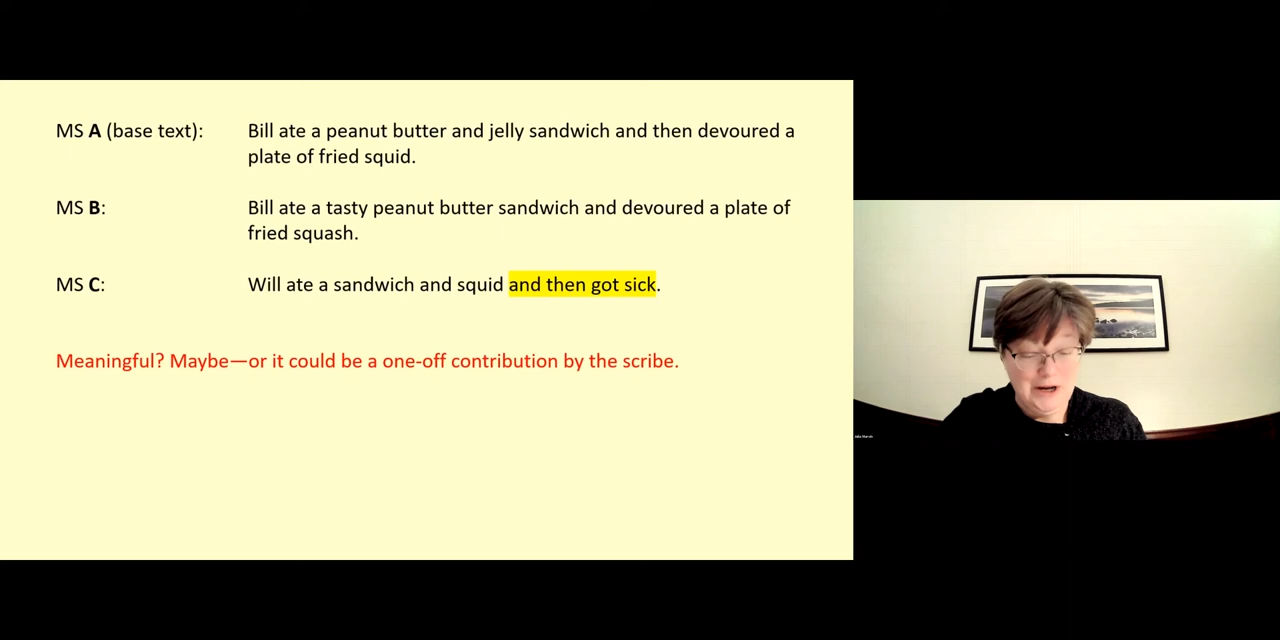 MS A (base text): Bill ate a peanut butter and jelly sandwich and then devoured a
plate of fried squid.
MS B: Bill ate a tasty peanut butter sandwich and devoured a plate of
fried squash.
MS C: Will ate a sandwich and squid and then got sick.
Meaningful? Maybe—or it could be a one-off contribution by the scribe.
Julia Marvin